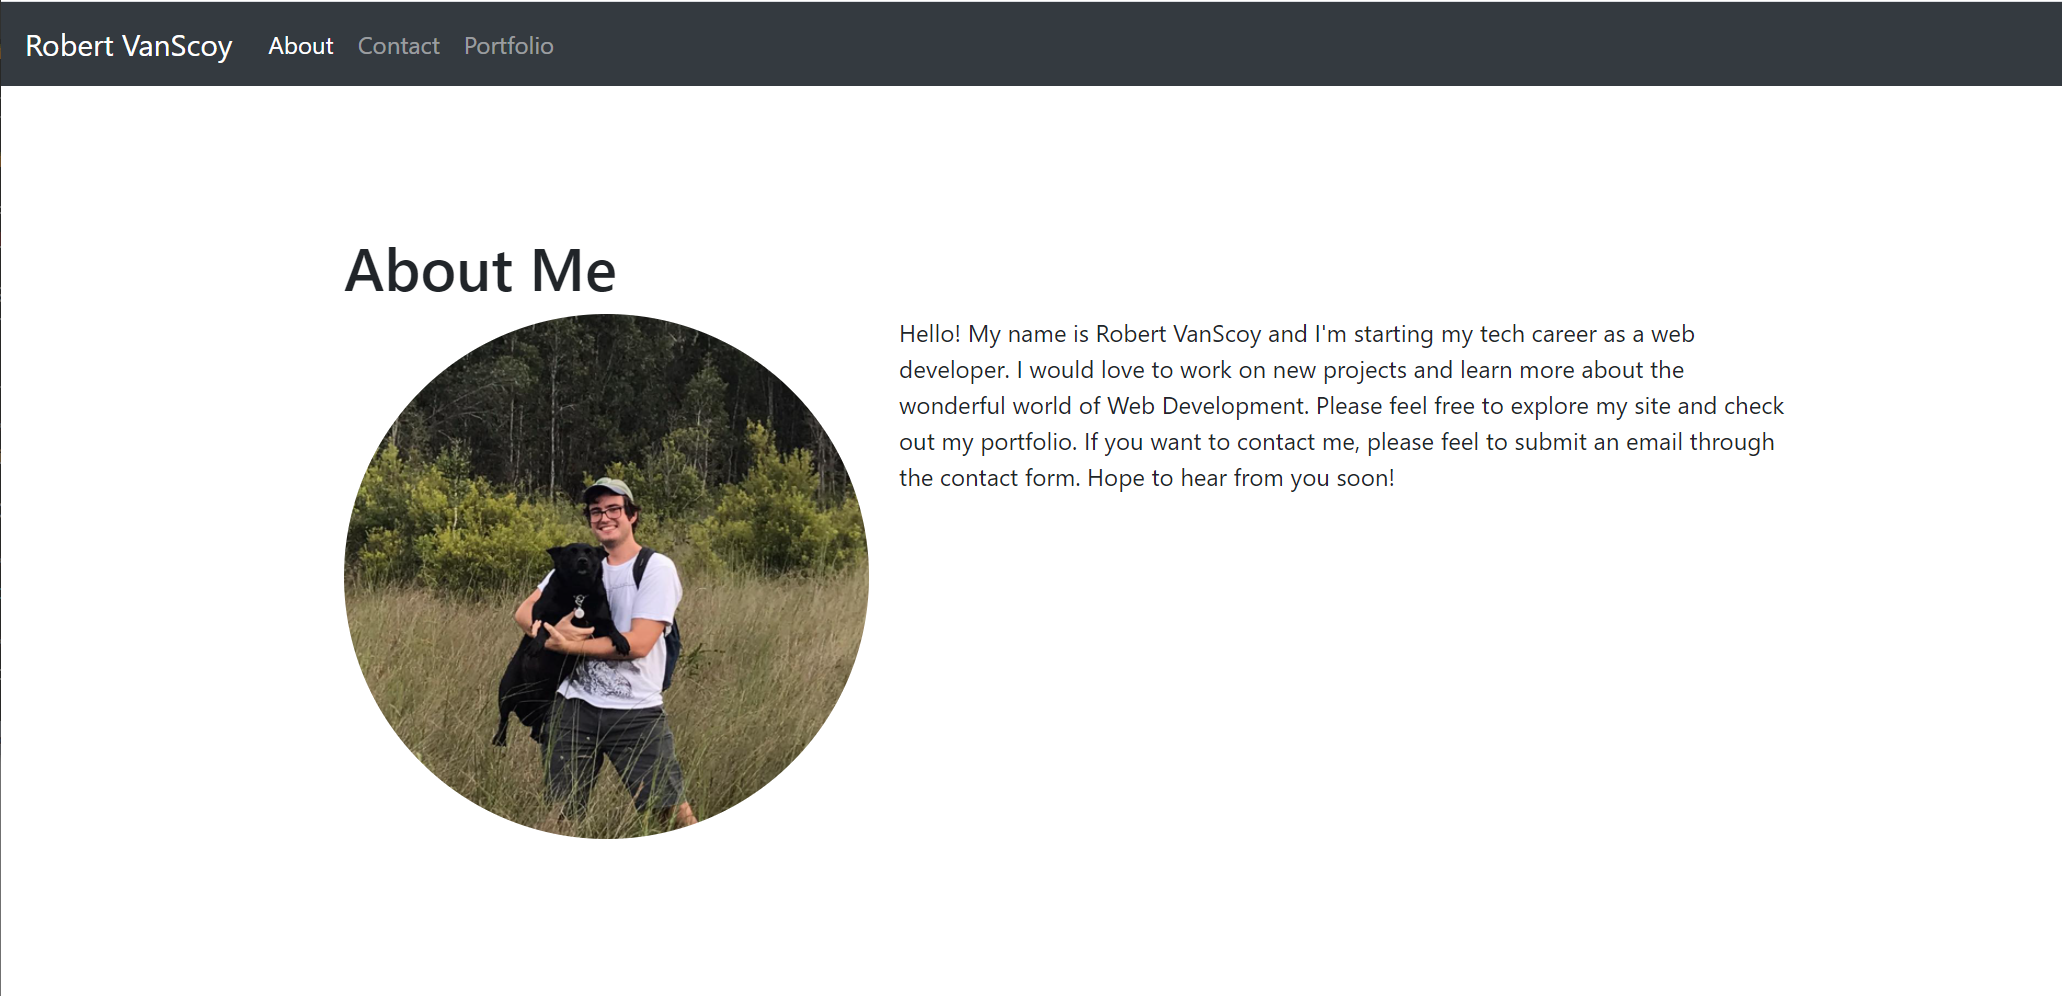 Robert VanScoy About Contact Portfolio
About Me
Hello! My name is Robert VanScoy and I'm starting my tech career as a web
developer. I would love to work on new projects and learn more about the
wonderful world of Web Development. Please feel free to explore my site and check
out my portfolio. If you want to contact me, please feel to submit an email through
the contact form. Hope to hear from you soon!